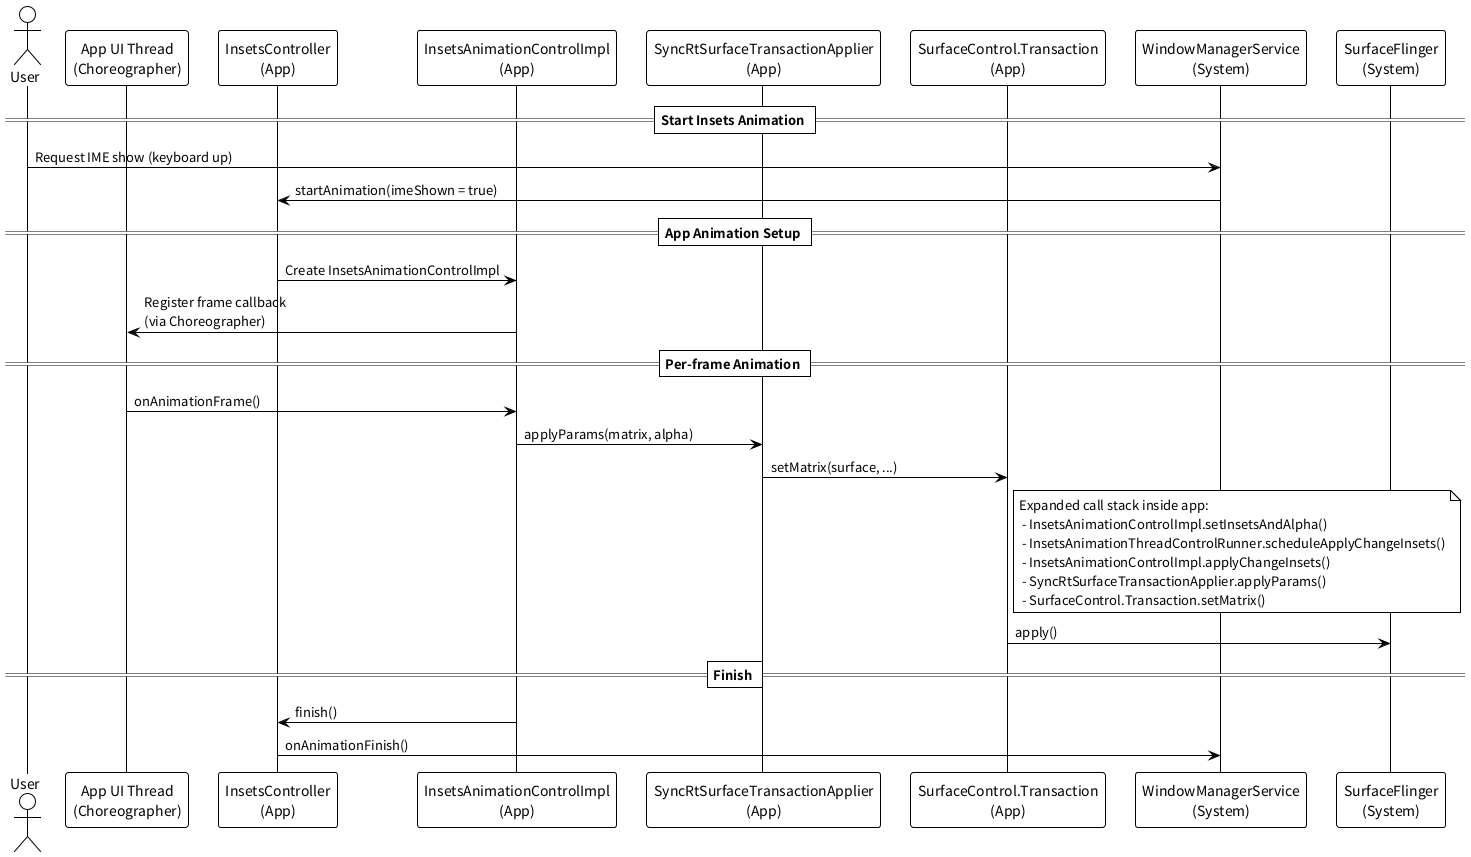 User
App UI Thread
(Choreographer)
InsetsController
(App)
InsetsAnimationControlImpl
(App)
SyncRtSurfaceTransactionApplier
(App)
SurfaceControl.Transaction
(App)
WindowManagerService
(System)
SurfaceFlinger
(System)
Start Insets Animation
Request IME show (keyboard up)
startAnimation(imeShown = true)
App Animation Setup
Create InsetsAnimationControlImpl
Register frame callback
(via Choreographer)
Per-frame Animation
onAnimationFrame()
applyParams(matrix, alpha)
setMatrix(surface, ...)
Expanded call stack inside app:
- InsetsAnimationControlImpl.setInsetsAndAlpha()
- InsetsAnimationThreadControlRunner.scheduleApplyChangeInsets()
- InsetsAnimationControlImpl.applyChangeInsets()
- SyncRtSurfaceTransactionApplier.applyParams()
- SurfaceControl.Transaction.setMatrix()
apply()
Finish
finish()
onAnimationFinish()
User
App UI Thread
(Choreographer)
InsetsController
(App)
InsetsAnimationControlImpl
(App)
SyncRtSurfaceTransactionApplier
(App)
SurfaceControl.Transaction
(App)
WindowManagerService
(System)
SurfaceFlinger
(System)